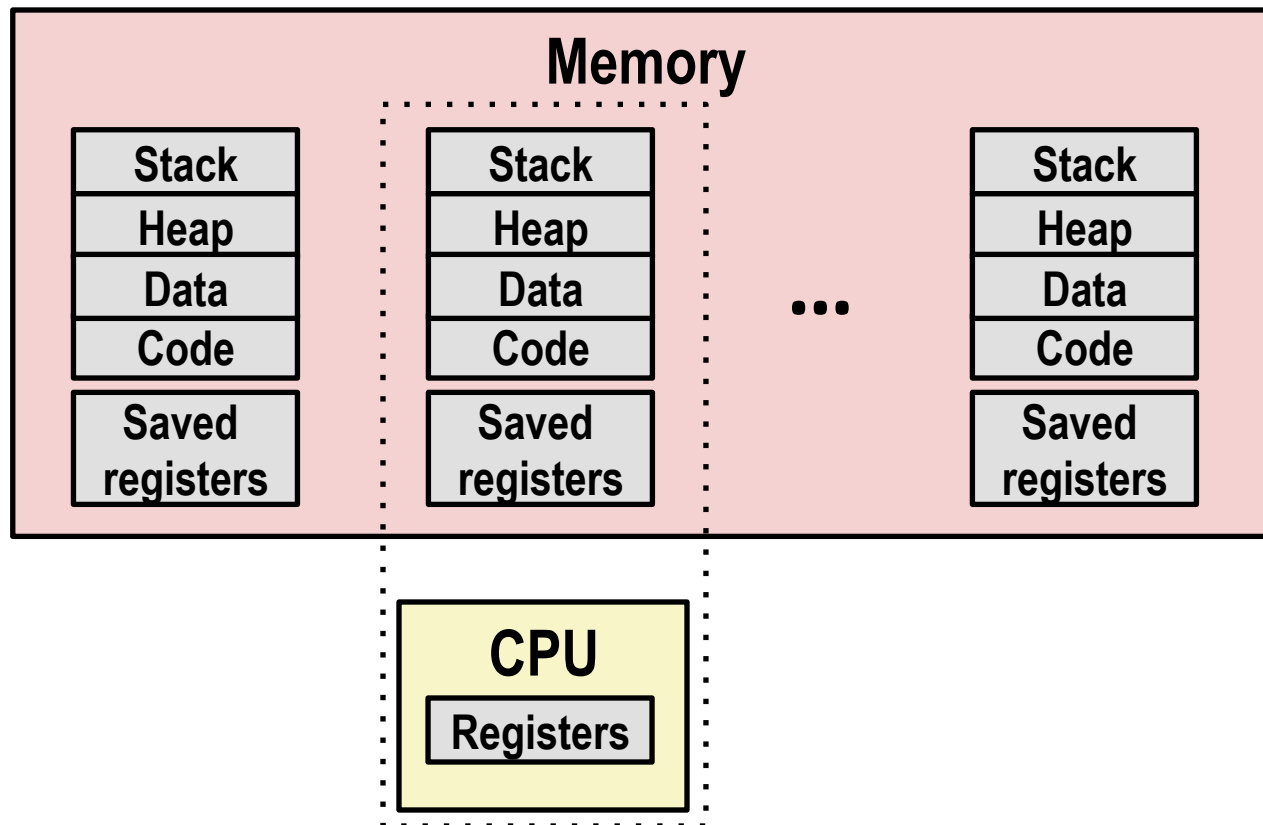 Memory
Stack
Heap
Data
Code
Saved
registers
Stack
Heap
Data
Code
Saved
registers
...
Stack
Heap
Data
Code
Saved
registers
CPU
Registers